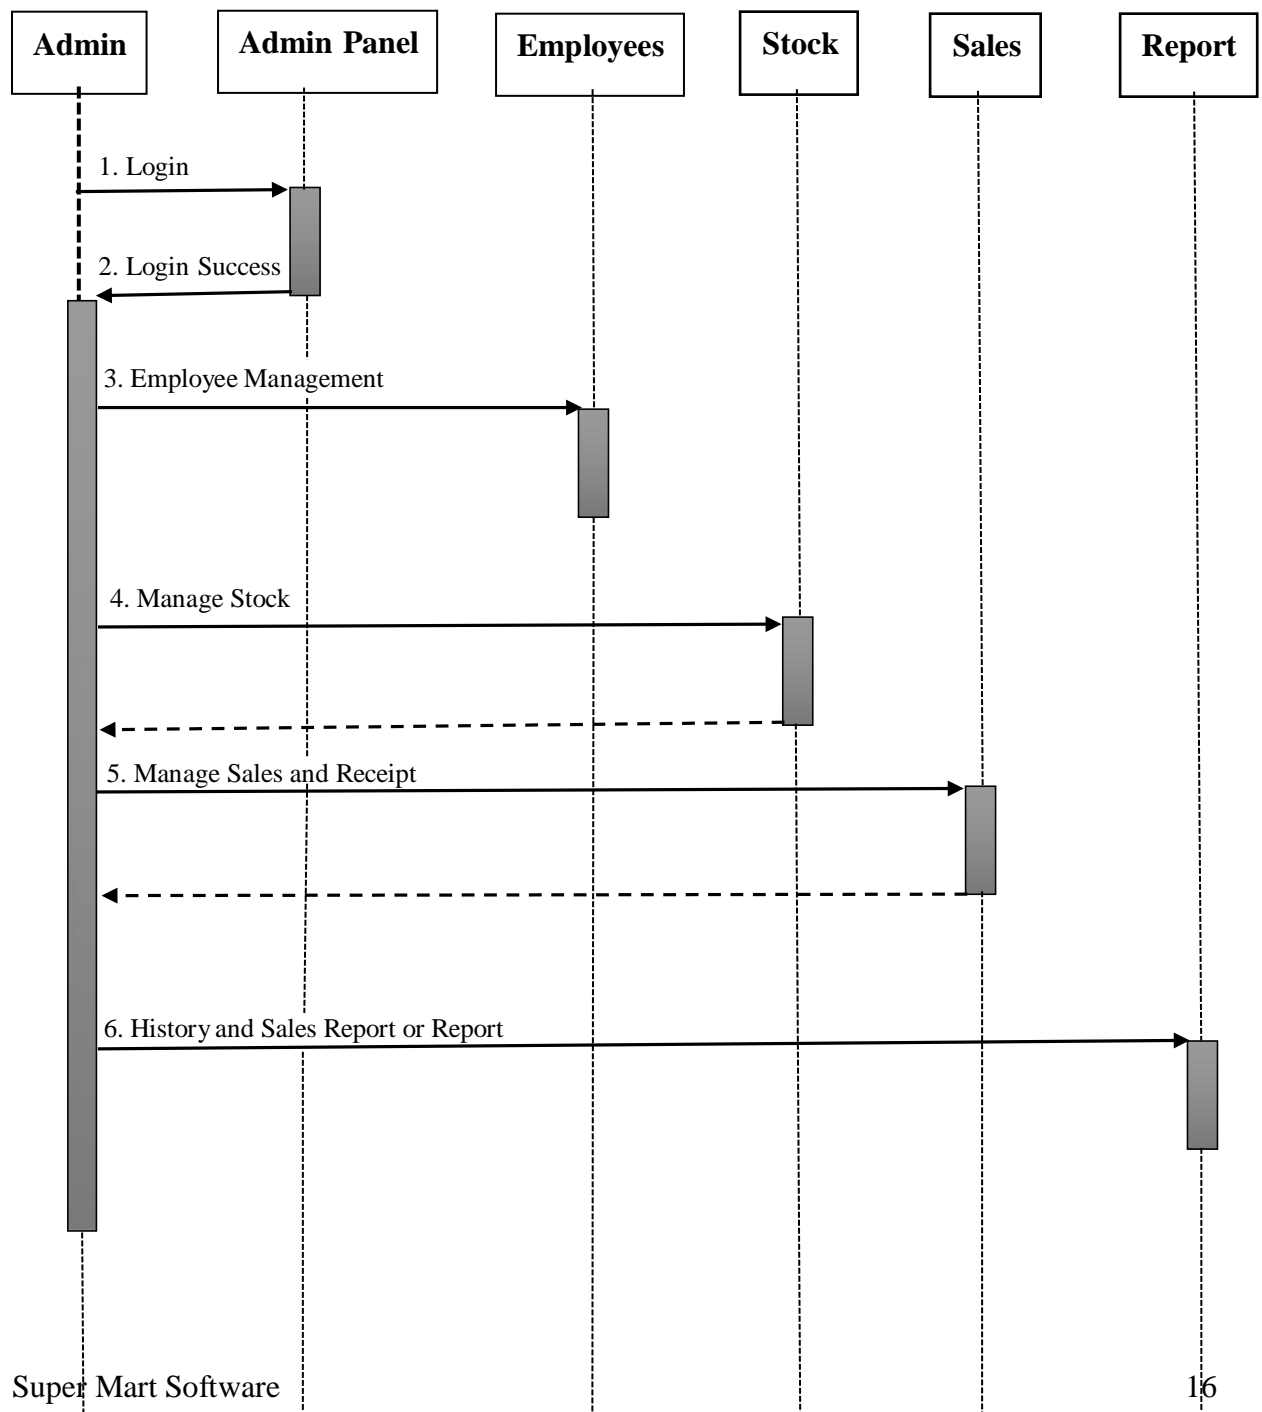 Admin
Admin Panel
Employees
Stock
Sales
Report
1. Login
2. Login Success
3. Employee Management
4. Manage Stock
5. Manage Sales and Receipt
6. History and Sales Report or Report
Super Mart Software 16